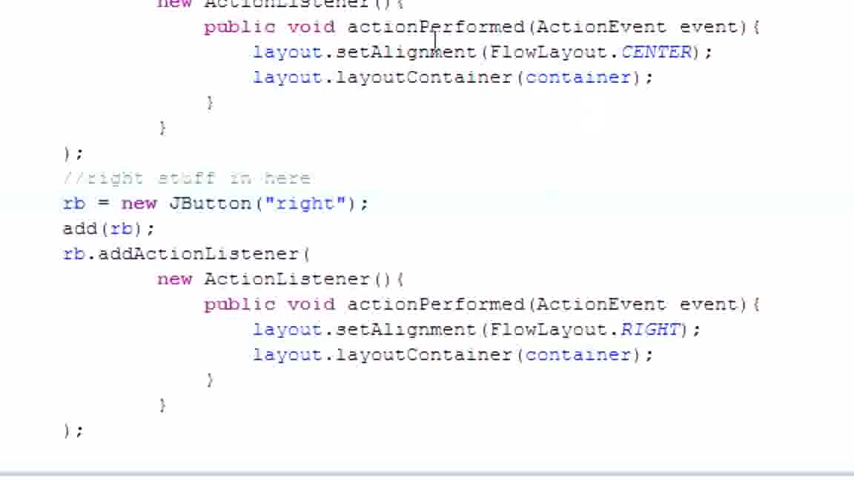 new ActionListener(){
public void actionPerformed(ActionEvent event){
layout.setAlignment(FlowLayout.CENTER);
layout.layoutContainer(container);
}
}
);
//right stuff in here
rb = new JButton("right");
add(rb);
rb.addActionListener(
new ActionListener(){
public void actionPerformed(ActionEvent event){
layout.setAlignment(FlowLayout.RIGHT);
layout.layoutContainer(container);
}
}
);